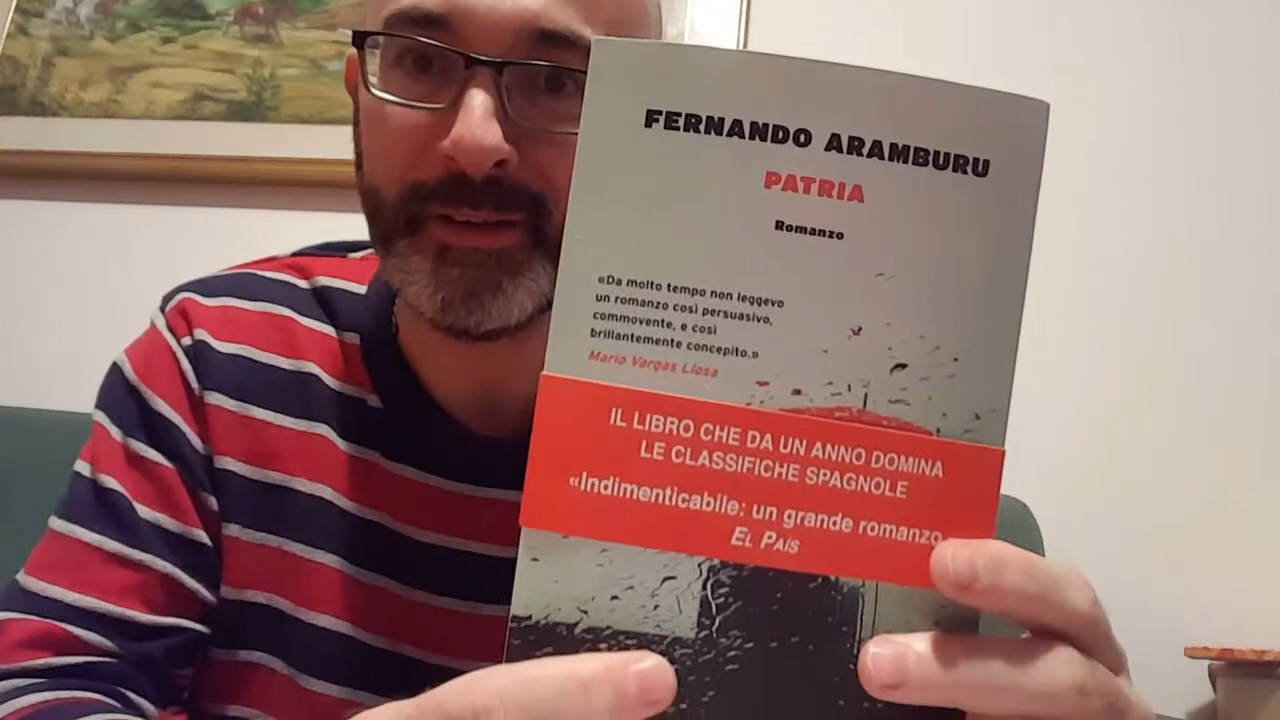 FERNANDO ARAMBURU
PATRIA
Romanzo
«Da molto tempo non leggevo
un romanzo così persuasivo,
commovente, e così
brillantemente concepito.»
Mario Vargas Llosa
IL LIBRO CHE DA UN ANNO DOMINA
LE CLASSIFICHE SPAGNOLE
«Indimenticabile: un grande romanzo
EL PAÍS